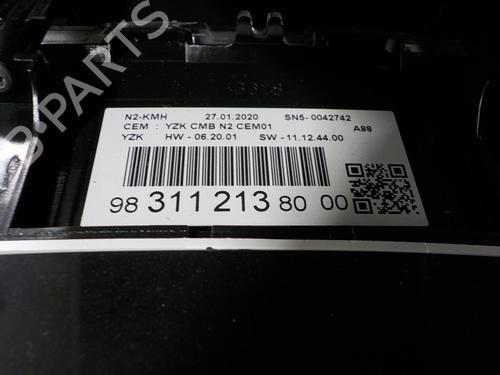 N2-KMH 27.01.2020 SN5-0042742
CEM : YZK CMB N2 CEM01 A88
YZK HW - 06.20.01 SW - 11.12.44.00
98 311 213 80 00
B-PARTS